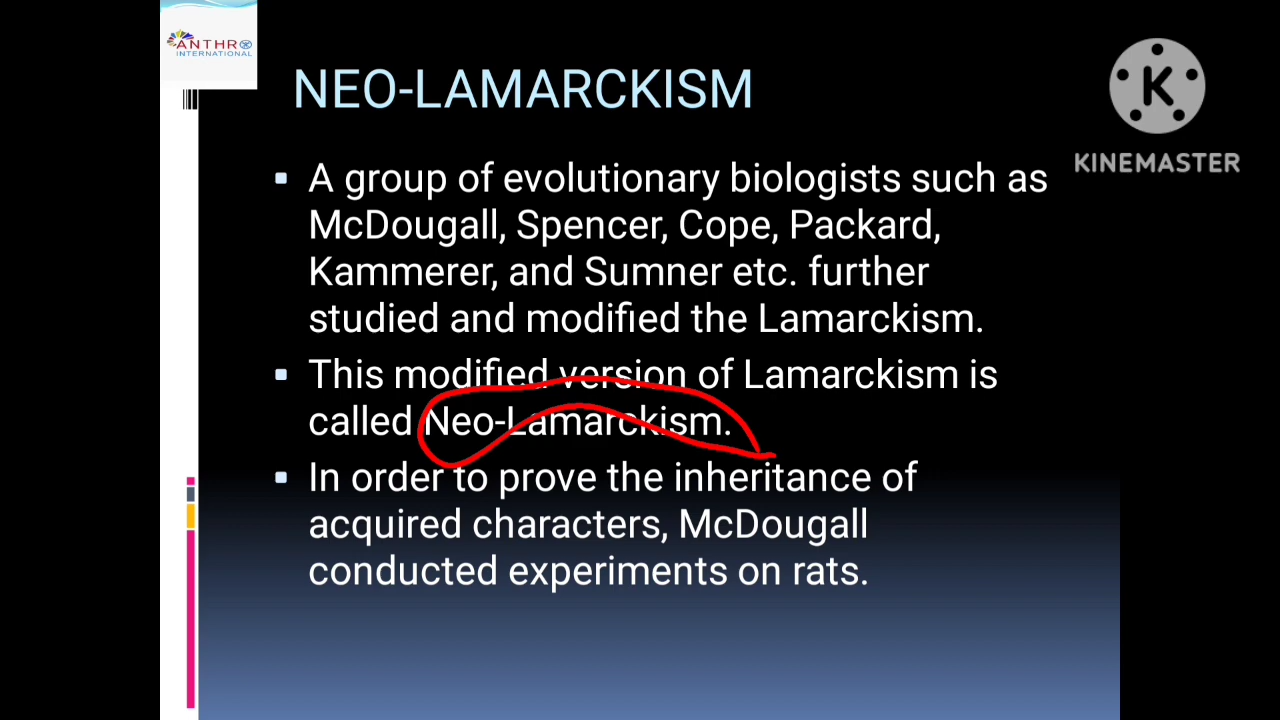 ANTHRO
INTERNATIONAL
NEO-LAMARCKISM
K
KINEMASTER
A group of evolutionary biologists such as
McDougall, Spencer, Cope, Packard,
Kammerer, and Sumner etc. further
studied and modified the Lamarckism.
This modified version of Lamarckism is
called Neo-Lamarckism.
In order to prove the inheritance of
acquired characters, McDougall
conducted experiments on rats.